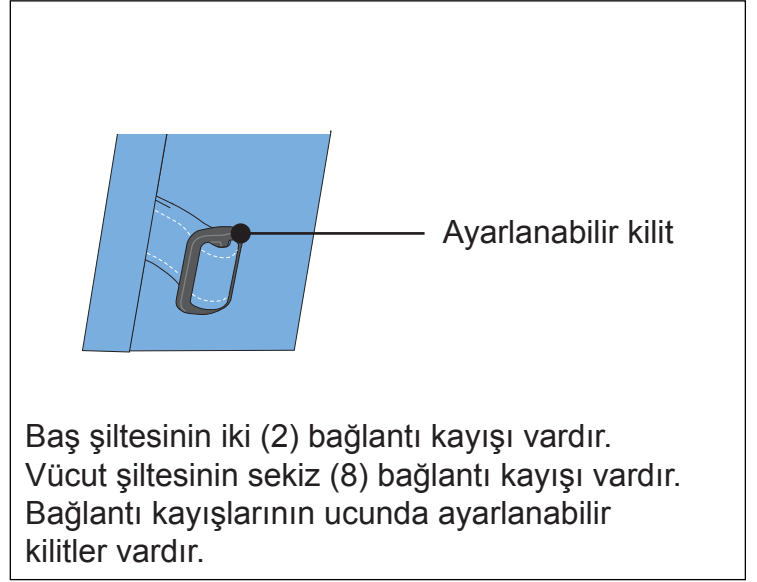 Ayarlanabilir kilit
Baş şiltesinin iki (2) bağlantı kayışı vardır.
Vücut şiltesinin sekiz (8) bağlantı kayışı vardır.
Bağlantı kayışlarının ucunda ayarlanabilir
kilitler vardır.